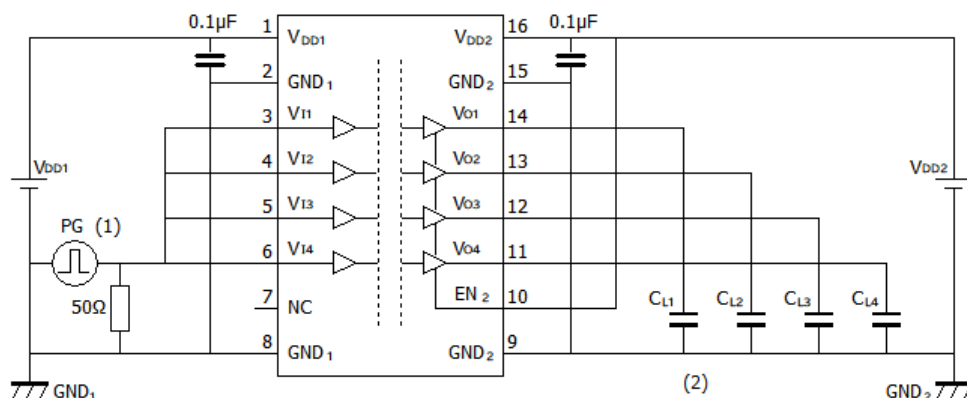 0.1µF 1 VDD1 VDD2 16 0.1µF
2 GND1 GND2 15
3 VI1 VO1 14
4 VI2 VO2 13
VDD1 VDD2
5 VI3 VO3 12
PG (1)
6 VI4 VO4 11
7 NC EN2 10
50Ω CL1 CL2 CL3 CL4
8 GND1 GND2 9
GND1 (2) GND2